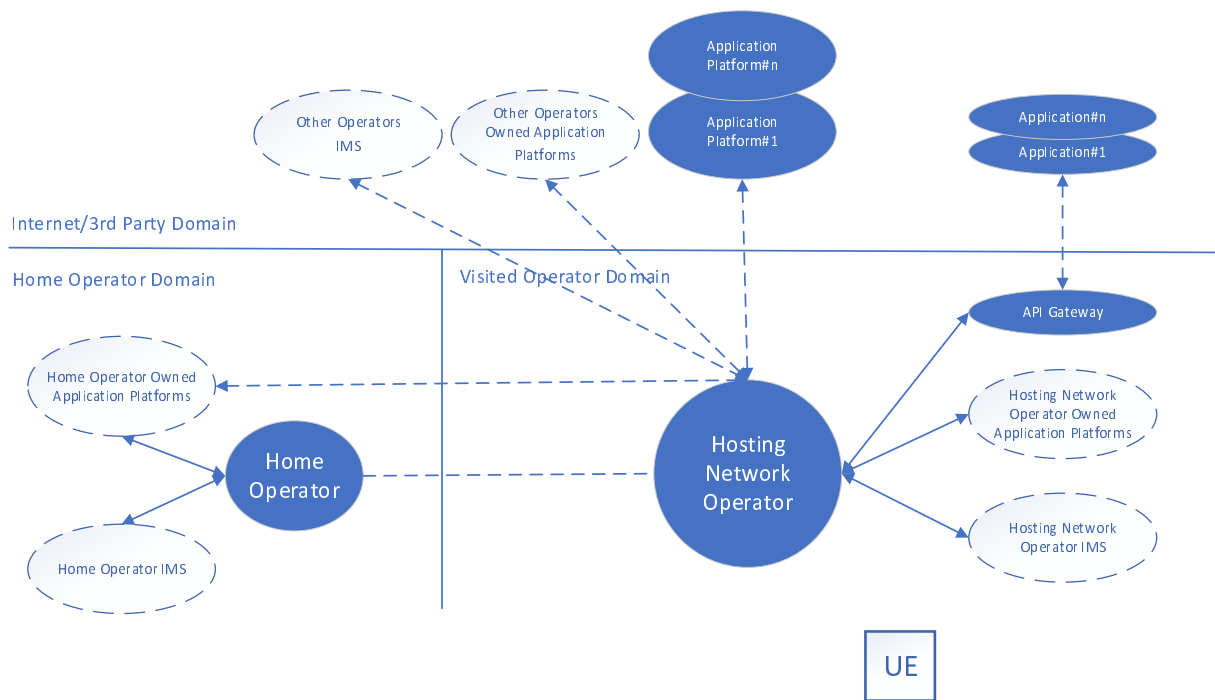 Application
Platform#n
Other Operators
IMS
Other Operators
Owned Application
Platforms
Application
Platform#1
Application#n
Application#1
Internet/3rd Party Domain
Home Operator Domain
Visited Operator Domain
API Gateway
Home Operator Owned
Application Platforms
Hosting Network
Operator Owned
Application Platforms
Home
Operator
Hosting
Network
Operator
Hosting Network
Operator IMS
Home Operator IMS
UE